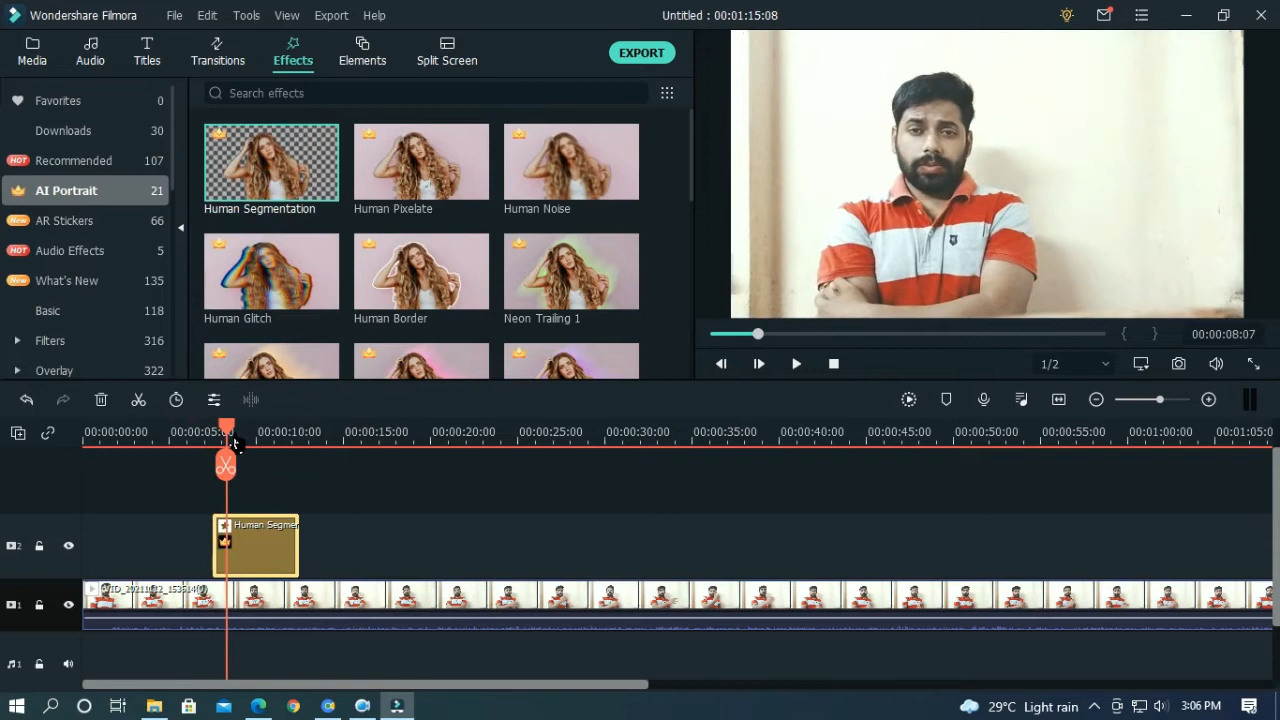 Wondershare Filmora
File Edit Tools View Export Help
Untitled : 00:01:15:08
Media Audio Titles Transitions Effects Elements Split Screen
EXPORT
Favorites 0
Downloads 30
HOT Recommended 107
AI Portrait 21
New AR Stickers 66
HOT Audio Effects 5
New What's New 135
Basic 118
Filters 316
Overlay 322
Search effects
Human Segmentation Human Pixelate Human Noise
Human Glitch Human Border Neon Trailing 1
{ } 00:00:08:07
1/2
00:00:00:00 00:00:05:0 00:00:10:00 00:00:15:00 00:00:20:00 00:00:25:00 00:00:30:00 00:00:35:00 00:00:40:00 00:00:45:00 00:00:50:00 00:00:55:00 00:01:00:00 00:01:05:0
2
Human Segmer
1
1
29°C Light rain
3:06 PM